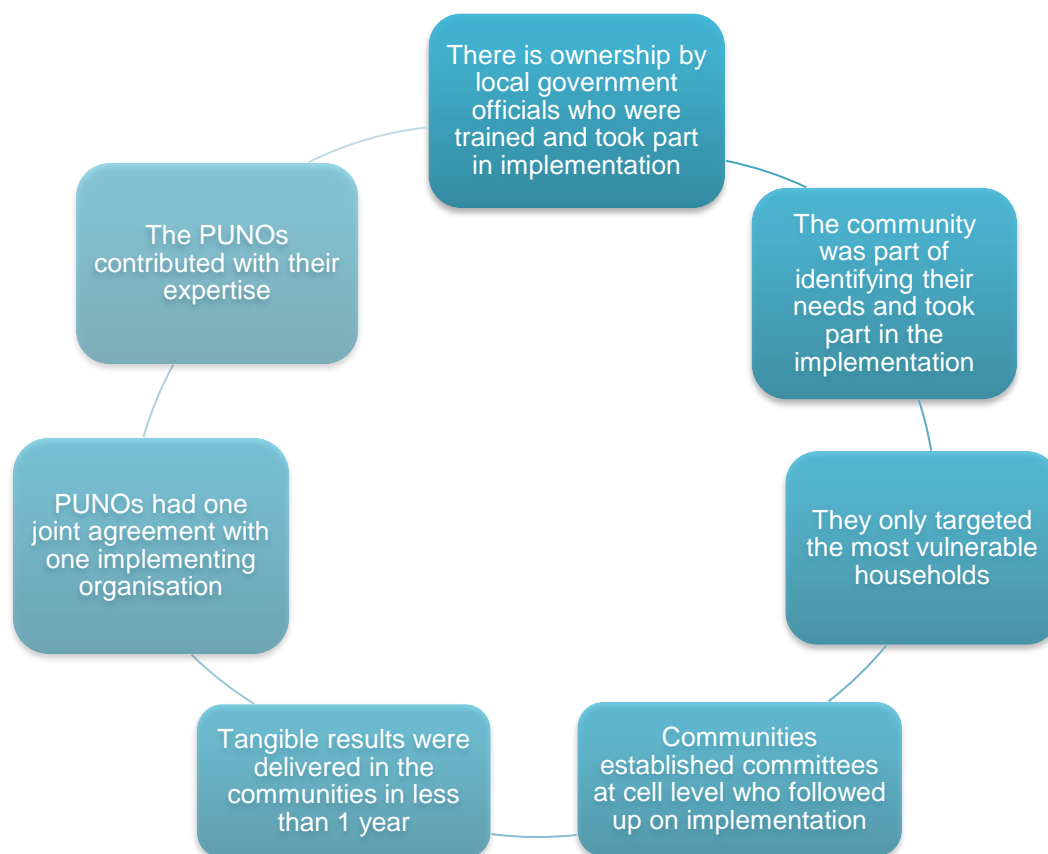 There is ownership by
local government
officials who were
trained and took part
in implementation
The community
was part of
identifying their
needs and took
part in the
implementation
They only targeted
the most vulnerable
households
Communities
established committees
at cell level who followed
up on implementation
Tangible results were
delivered in the
communities in less
than 1 year
PUNOs had one
joint agreement with
one implementing
organisation
The PUNOs
contributed with their
expertise